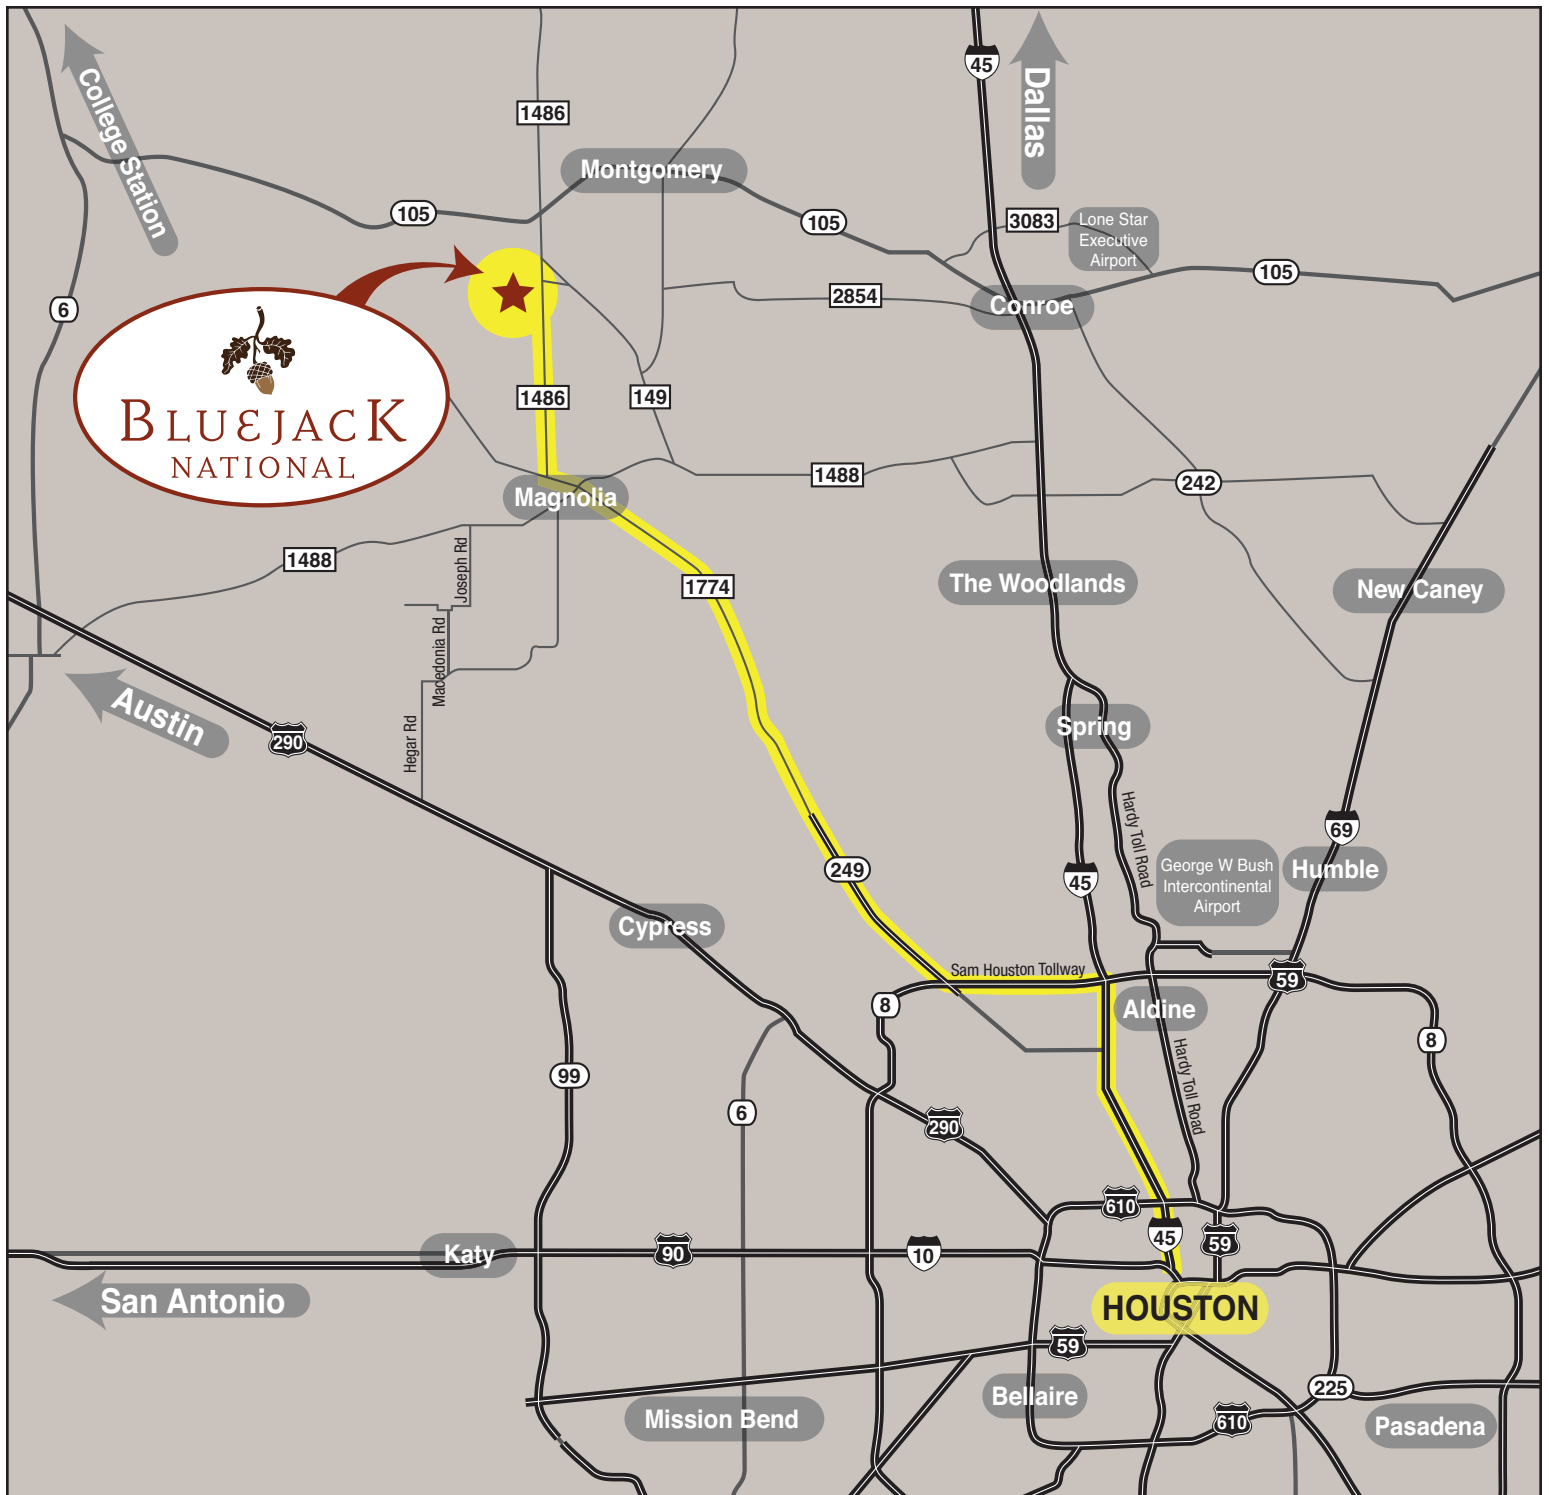 45
Dallas
College Station
1486
Montgomery
105
105
3083
Lone Star
Executive
Airport
105
6
2854
Conroe
BLUEJACK
NATIONAL
1486
149
1488
242
Magnolia
1488
Joseph Rd
1774
The Woodlands
New Caney
Macedonia Rd
Austin
290
Hegar Rd
Spring
Hardy Toll Road
69
249
45
George W Bush
Intercontinental
Airport
Humble
Cypress
Sam Houston Tollway
59
8
Aldine
8
99
Hardy Toll Road
6
290
610
45
59
Katy
90
10
San Antonio
HOUSTON
59
225
Bellaire
Mission Bend
610
Pasadena